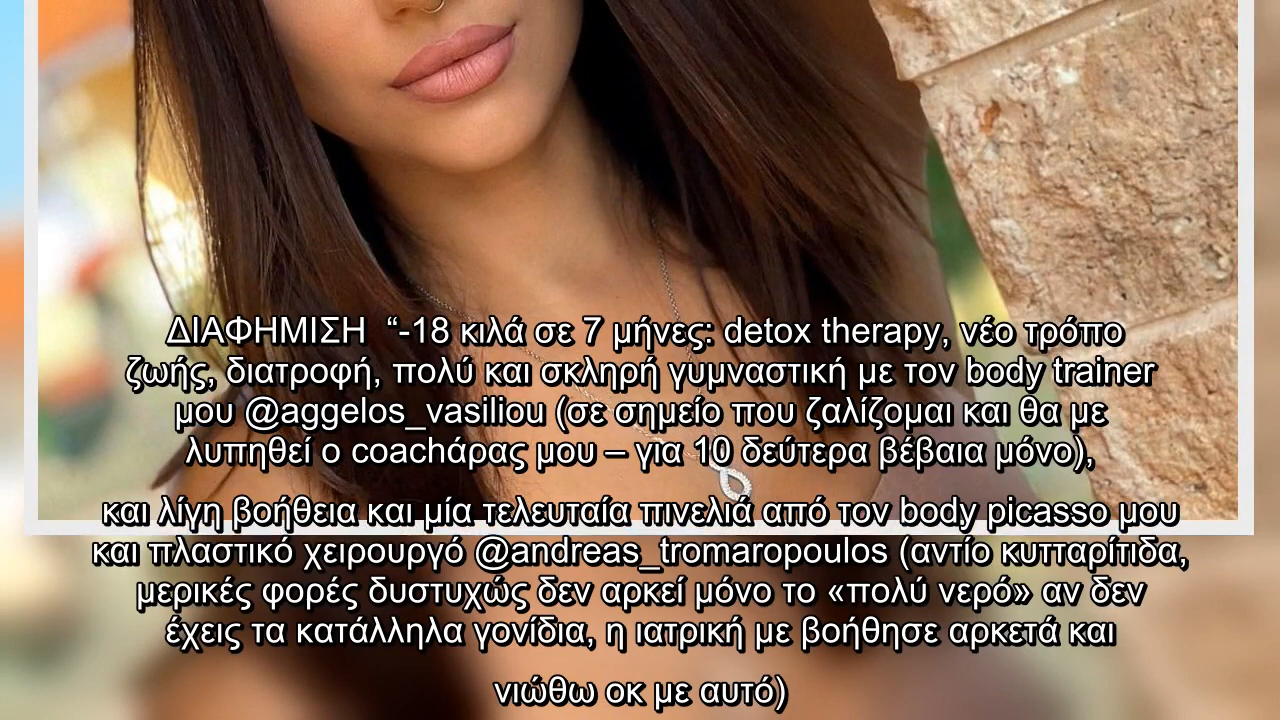 ΔΙΑΦΗΜΙΣΗ “-18 κιλά σε 7 μήνες: detox therapy, νέο τρόπο
ζωής, διατροφή, πολύ και σκληρή γυμναστική με τον body trainer
μου @aggelos_vasiliou (σε σημείο που ζαλίζομαι και θα με
λυπηθεί ο coachάρας μου – για 10 δεύτερα βέβαια μόνο),
και λίγη βοήθεια και μία τελευταία πινελιά από τον body picasso μου
και πλαστικό χειρουργό @andreas_tromaropoulos (αντίο κυτταρίτιδα,
μερικές φορές δυστυχώς δεν αρκεί μόνο το «πολύ νερό» αν δεν
έχεις τα κατάλληλα γονίδια, η ιατρική με βοήθησε αρκετά και
νιώθω οκ με αυτό)